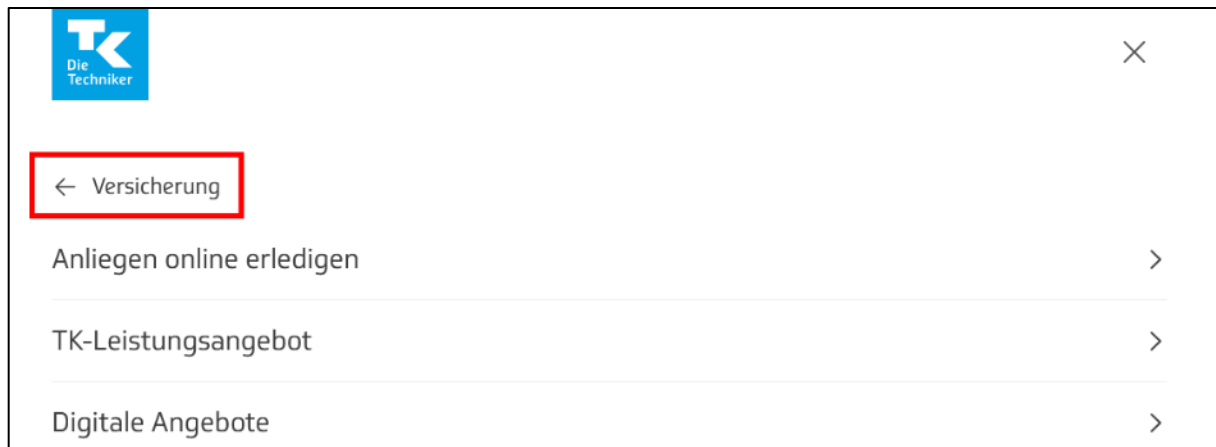 TK
Die
Techniker
Versicherung
Anliegen online erledigen
TK-Leistungsangebot
Digitale Angebote